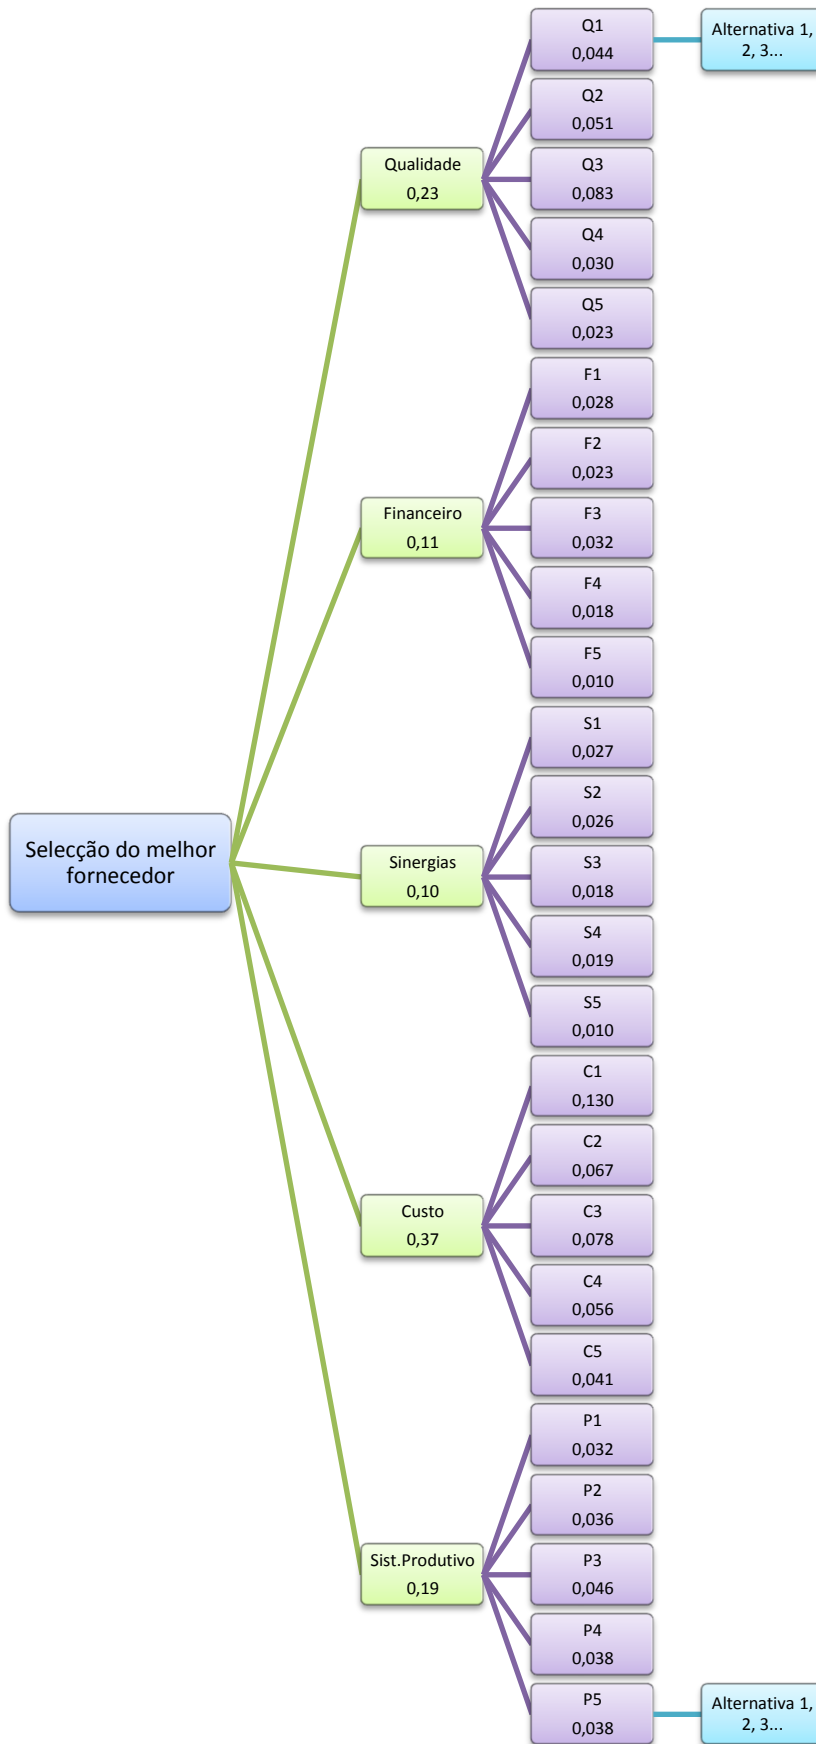 Selecção do melhor
fornecedor
Qualidade
0,23
Q1
0,044
Alternativa 1,
2, 3...
Q2
0,051
Q3
0,083
Q4
0,030
Q5
0,023
Financeiro
0,11
F1
0,028
F2
0,023
F3
0,032
F4
0,018
F5
0,010
Sinergias
0,10
S1
0,027
S2
0,026
S3
0,018
S4
0,019
S5
0,010
Custo
0,37
C1
0,130
C2
0,067
C3
0,078
C4
0,056
C5
0,041
Sist.Produtivo
0,19
P1
0,032
P2
0,036
P3
0,046
P4
0,038
P5
0,038
Alternativa 1,
2, 3...